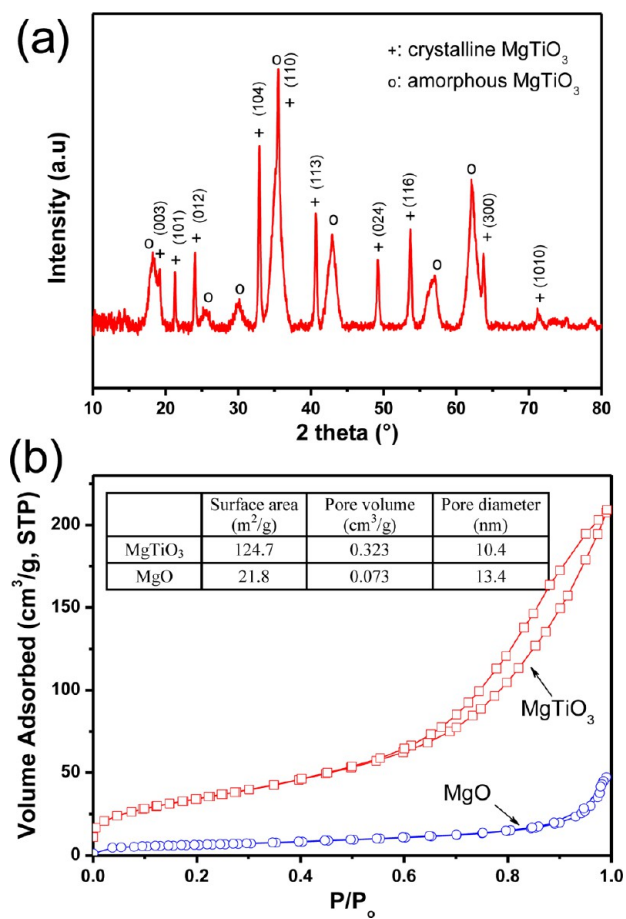 (a)
+: crystalline MgTiO₃
o: amorphous MgTiO₃
o
+ (003)
+ (101)
+ (012)
o
o
+ (104)
o
+ (110)
+ (113)
o
+ (024)
+ (116)
o
o
+ (300)
+ (1010)
Intensity (a.u)
10 20 30 40 50 60 70 80
2 theta (°)
(b)
Surface area (m²/g) Pore volume (cm³/g) Pore diameter (nm)
MgTiO₃ 124.7 0.323 10.4
MgO 21.8 0.073 13.4
MgTiO₃
MgO
Volume Adsorbed (cm³/g, STP)
200
150
100
50
0
0.0 0.2 0.4 0.6 0.8 1.0
P/Pₒ